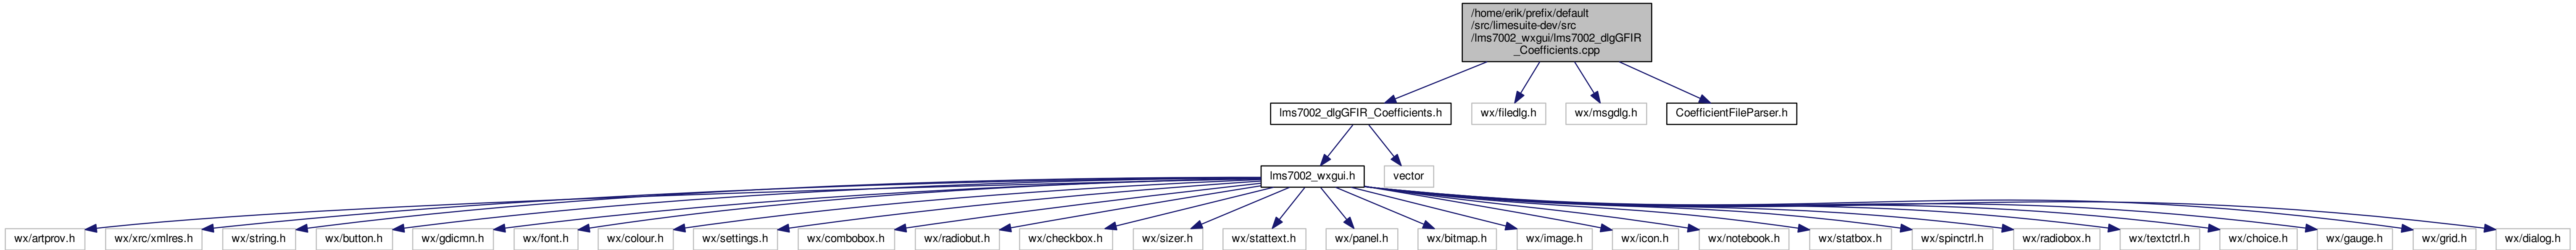 /home/erik/prefix/default
/src/limesuite-dev/src
/lms7002_wxgui/lms7002_dlgGFIR
_Coefficients.cpp
lms7002_dlgGFIR_Coefficients.h
wx/filedlg.h
wx/msgdlg.h
CoefficientFileParser.h
lms7002_wxgui.h
vector
wx/artprov.h
wx/xrc/xmlres.h
wx/string.h
wx/button.h
wx/gdicmn.h
wx/font.h
wx/colour.h
wx/settings.h
wx/combobox.h
wx/radiobut.h
wx/checkbox.h
wx/sizer.h
wx/stattext.h
wx/panel.h
wx/bitmap.h
wx/image.h
wx/icon.h
wx/notebook.h
wx/statbox.h
wx/spinctrl.h
wx/radiobox.h
wx/textctrl.h
wx/choice.h
wx/gauge.h
wx/grid.h
wx/dialog.h